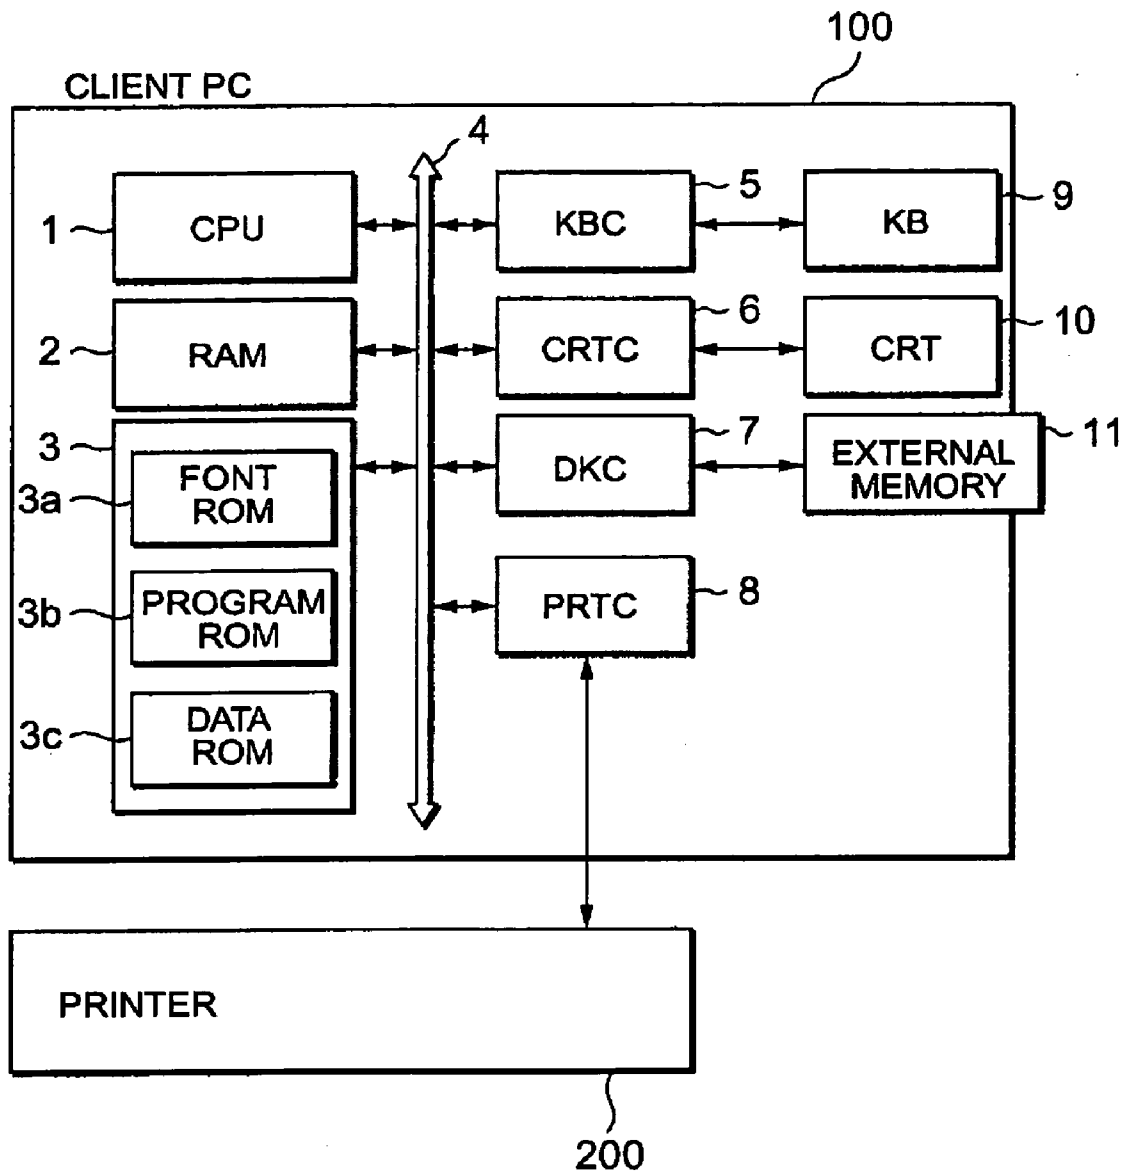 100
CLIENT PC
4
1
CPU
5
KBC
9
KB
2
RAM
6
CRTC
10
CRT
3
3a
FONT
ROM
7
DKC
11
EXTERNAL
MEMORY
3b
PROGRAM
ROM
8
PRTC
3c
DATA
ROM
PRINTER
200